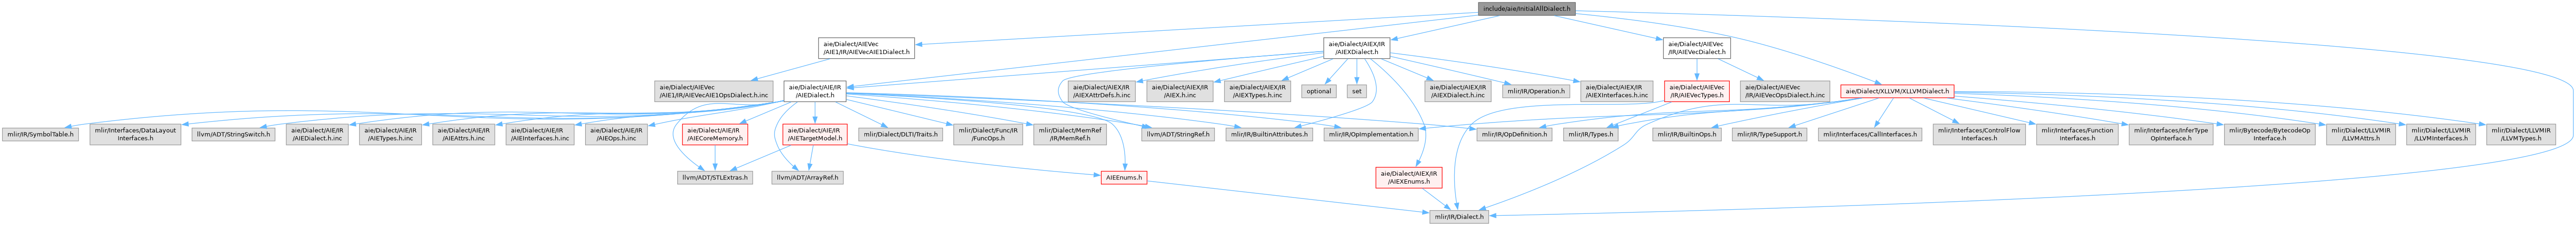 include/aie/InitialAllDialect.h
aie/Dialect/AIEVec
/AIE1/IR/AIEVecAIE1Dialect.h
aie/Dialect/AIEX/IR
/AIEXDialect.h
aie/Dialect/AIEVec
/IR/AIEVecDialect.h
aie/Dialect/AIEVec
/AIE1/IR/AIEVecAIE1OpsDialect.h.inc
aie/Dialect/AIE/IR
/AIEDialect.h
aie/Dialect/AIEX/IR
/AIEXAttrDefs.h.inc
aie/Dialect/AIEX/IR
/AIEX.h.inc
aie/Dialect/AIEX/IR
/AIEXTypes.h.inc
optional
set
aie/Dialect/AIEX/IR
/AIEXDialect.h.inc
mlir/IR/Operation.h
aie/Dialect/AIEX/IR
/AIEXInterfaces.h.inc
aie/Dialect/AIEVec
/IR/AIEVecTypes.h
aie/Dialect/AIEVec
/IR/AIEVecOpsDialect.h.inc
aie/Dialect/XLLVM/XLLVMDialect.h
mlir/IR/SymbolTable.h
mlir/Interfaces/DataLayout
Interfaces.h
llvm/ADT/StringSwitch.h
aie/Dialect/AIE/IR
/AIEDialect.h.inc
aie/Dialect/AIE/IR
/AIETypes.h.inc
aie/Dialect/AIE/IR
/AIEAttrs.h.inc
aie/Dialect/AIE/IR
/AIEInterfaces.h.inc
aie/Dialect/AIE/IR
/AIEOps.h.inc
aie/Dialect/AIE/IR
/AIECoreMemory.h
aie/Dialect/AIE/IR
/AIETargetModel.h
mlir/Dialect/DLTI/Traits.h
mlir/Dialect/Func/IR
/FuncOps.h
mlir/Dialect/MemRef
/IR/MemRef.h
llvm/ADT/StringRef.h
mlir/IR/BuiltinAttributes.h
mlir/IR/OpImplementation.h
mlir/IR/OpDefinition.h
mlir/IR/Types.h
mlir/IR/BuiltinOps.h
mlir/IR/TypeSupport.h
mlir/Interfaces/CallInterfaces.h
mlir/Interfaces/ControlFlow
Interfaces.h
mlir/Interfaces/Function
Interfaces.h
mlir/Interfaces/InferType
OpInterface.h
mlir/Bytecode/BytecodeOp
Interface.h
mlir/Dialect/LLVMIR
/LLVMAttrs.h
mlir/Dialect/LLVMIR
/LLVMInterfaces.h
mlir/Dialect/LLVMIR
/LLVMTypes.h
llvm/ADT/STLExtras.h
llvm/ADT/ArrayRef.h
AIEEnums.h
aie/Dialect/AIEX/IR
/AIEXEnums.h
mlir/IR/Dialect.h